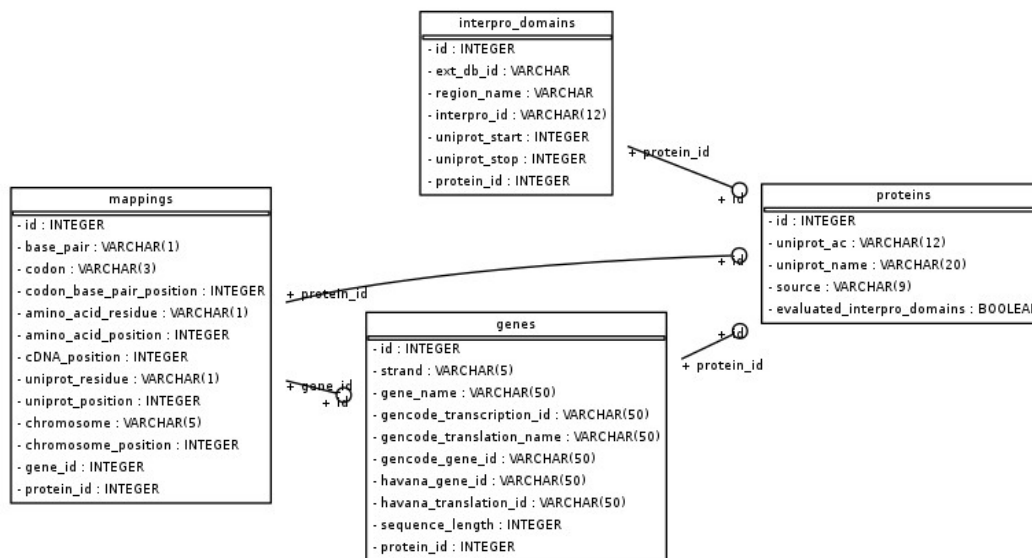 interpro_domains
- id : INTEGER
- ext_db_id : VARCHAR
- region_name : VARCHAR
- interpro_id : VARCHAR(12)
- uniprot_start : INTEGER
- uniprot_stop : INTEGER
- protein_id : INTEGER
+ protein_id
+ id
mappings
- id : INTEGER
- base_pair : VARCHAR(1)
- codon : VARCHAR(3)
- codon_base_pair_position : INTEGER
- amino_acid_residue : VARCHAR(1)
- amino_acid_position : INTEGER
- cDNA_position : INTEGER
- uniprot_residue : VARCHAR(1)
- uniprot_position : INTEGER
- chromosome : VARCHAR(5)
- chromosome_position : INTEGER
- gene_id : INTEGER
- protein_id : INTEGER
+ protein_id
+ id
+ gene_id
+ id
proteins
- id : INTEGER
- uniprot_ac : VARCHAR(12)
- uniprot_name : VARCHAR(20)
- source : VARCHAR(9)
- evaluated_interpro_domains : BOOLEAN
genes
- id : INTEGER
- strand : VARCHAR(5)
- gene_name : VARCHAR(50)
- gencode_transcription_id : VARCHAR(50)
- gencode_translation_name : VARCHAR(50)
- gencode_gene_id : VARCHAR(50)
- havana_gene_id : VARCHAR(50)
- havana_translation_id : VARCHAR(50)
- sequence_length : INTEGER
- protein_id : INTEGER
+ id
+ protein_id